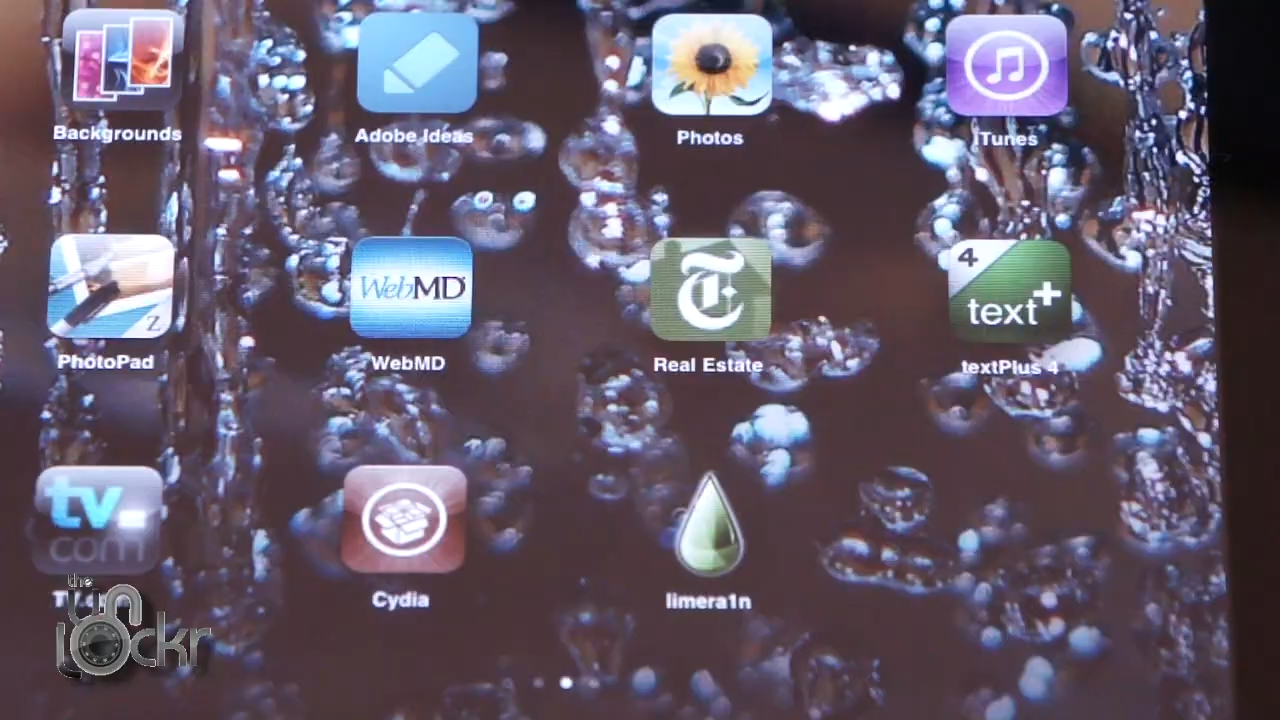 Backgrounds
Adobe Ideas
Photos
iTunes
Z
WebMD
4
text+
PhotoPad
WebMD
Real Estate
textPlus 4
tv.com
Cydia
limera1n
the unlockr